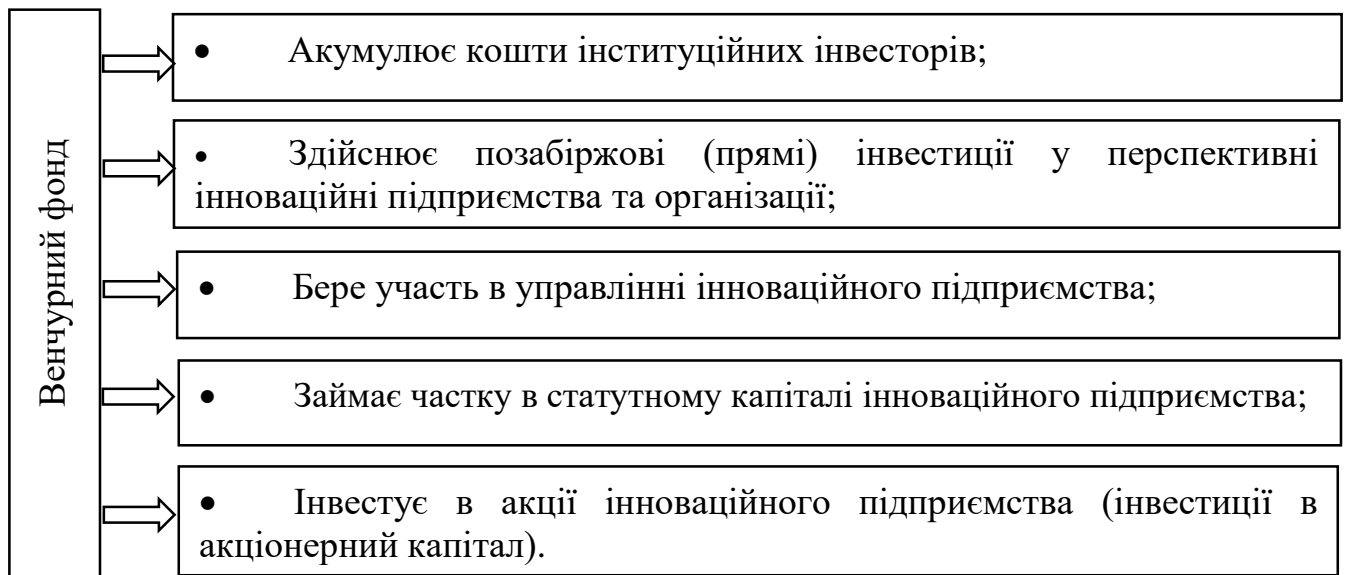 Венчурний фонд
• Акумулює кошти інституційних інвесторів;
• Здійснює позабіржові (прямі) інвестиції у перспективні
інноваційні підприємства та організації;
• Бере участь в управлінні інноваційного підприємства;
• Займає частку в статутному капіталі інноваційного підприємства;
• Інвестує в акції інноваційного підприємства (інвестиції в
акціонерний капітал).